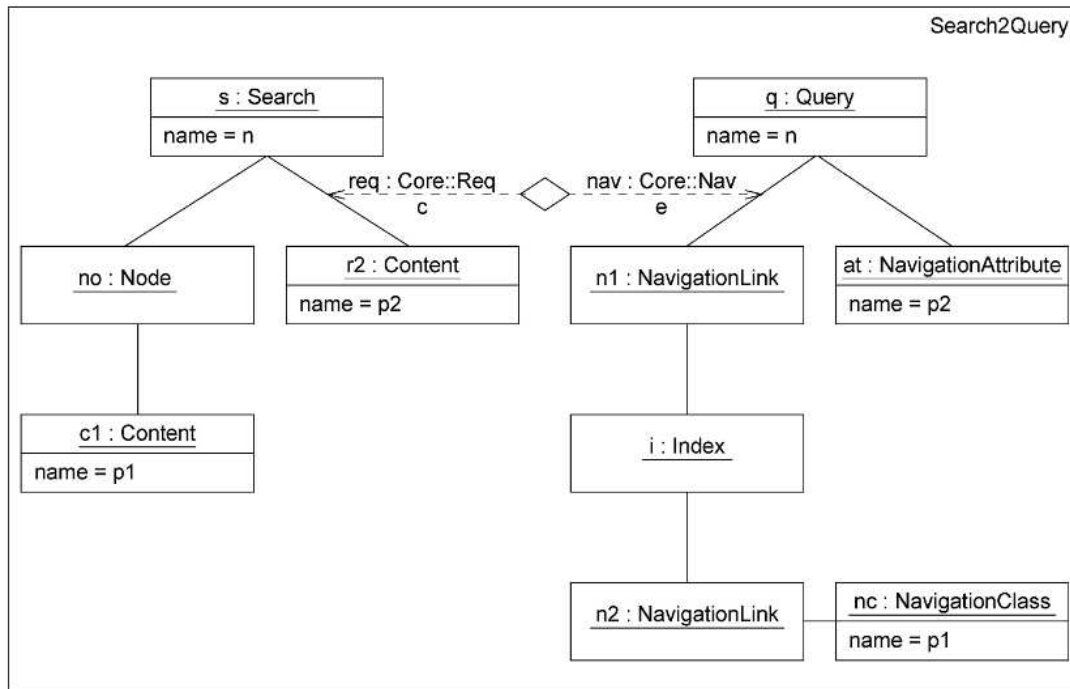 Search2Query
s : Search
name = n
q : Query
name = n
req : Core::Req
c
nav : Core::Nav
e
no : Node
r2 : Content
name = p2
n1 : NavigationLink
at : NavigationAttribute
name = p2
c1 : Content
name = p1
i : Index
n2 : NavigationLink
nc : NavigationClass
name = p1